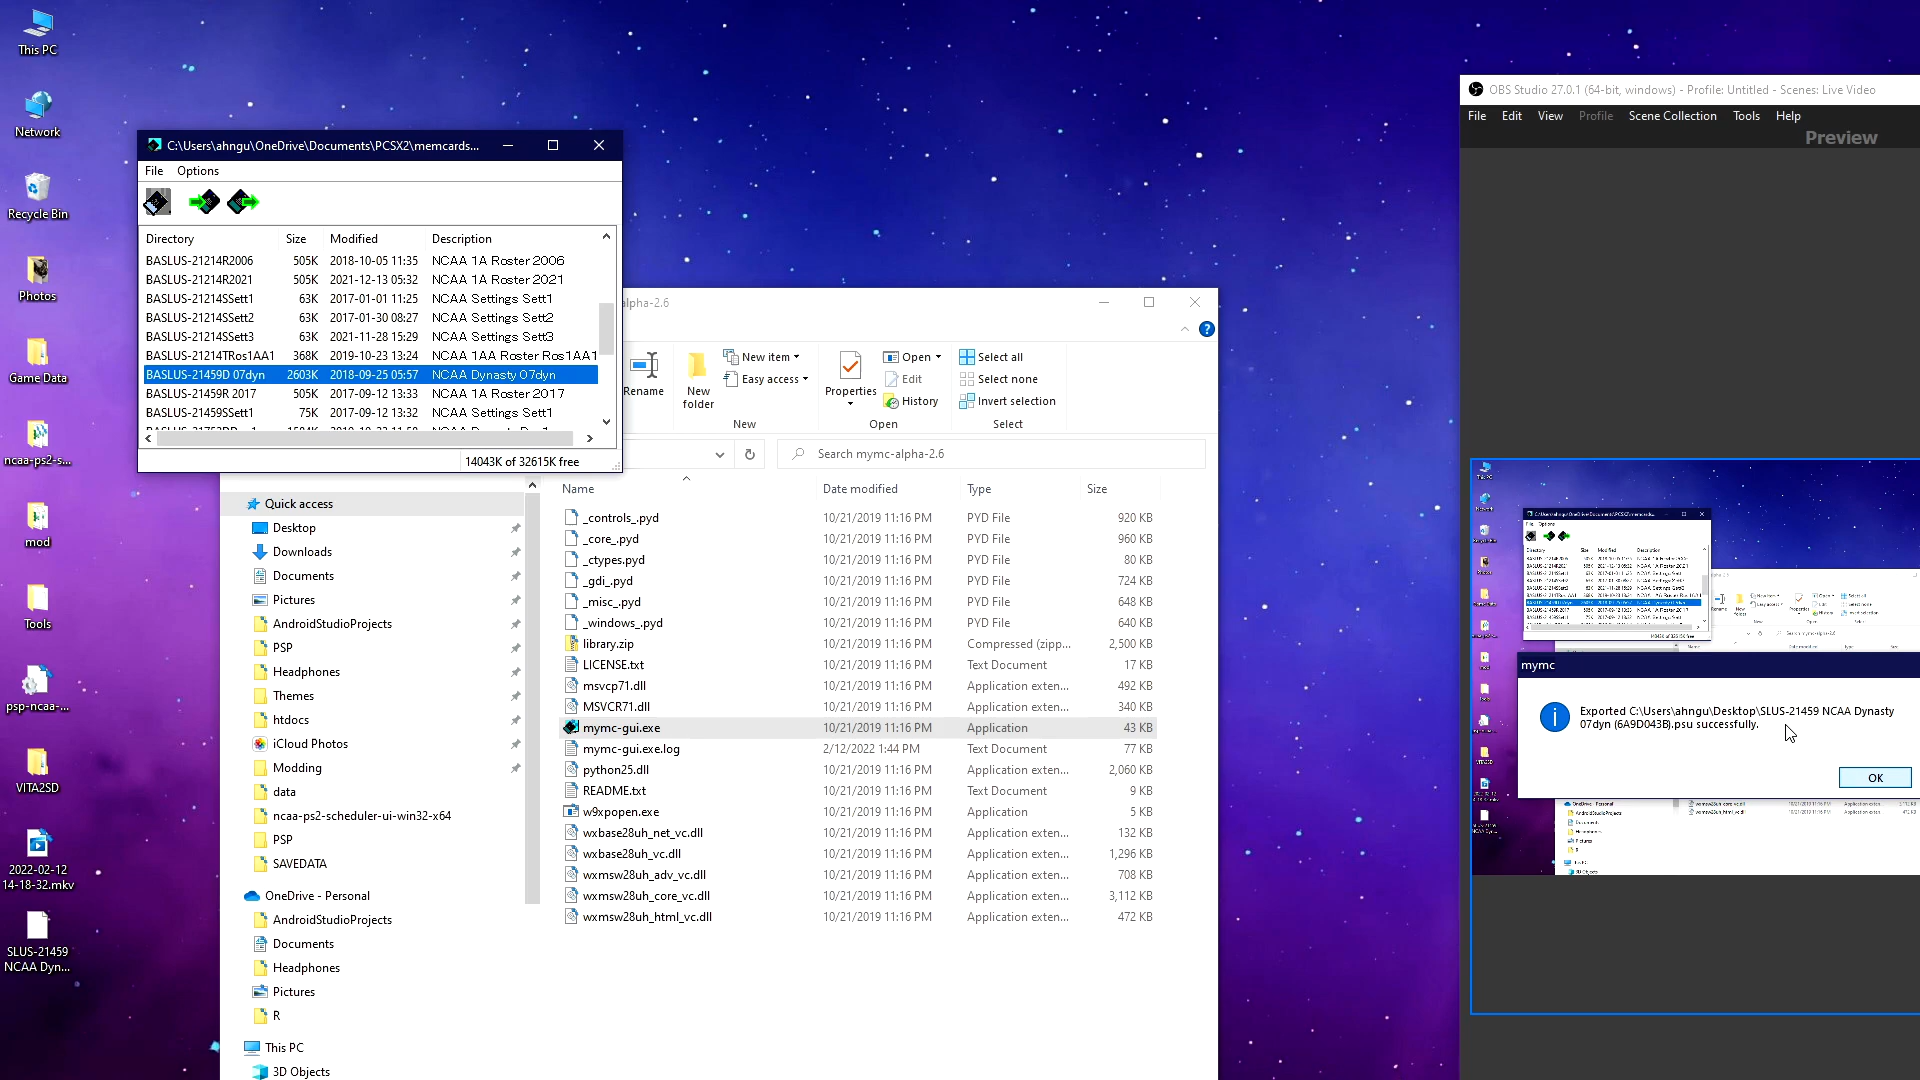 This PC
Network
Recycle Bin
Photos
Game Data
ncaa-ps2-s...
mod
Tools
psp-ncaa-...
VITA2SD
2022-02-12
14-18-32.mkv
SLUS-21459
NCAA Dyn...
C:\Users\ahngu\OneDrive\Documents\PCSX2\memcards...
File Options
Directory Size Modified Description
BASLUS-21214R2006 505K 2018-10-05 11:35 NCAA 1A Roster 2006
BASLUS-21214R2021 505K 2021-12-13 05:32 NCAA 1A Roster 2021
BASLUS-21214SSett1 63K 2017-01-01 11:25 NCAA Settings Sett1
BASLUS-21214SSett2 63K 2017-01-30 08:27 NCAA Settings Sett2
BASLUS-21214SSett3 63K 2021-11-28 15:29 NCAA Settings Sett3
BASLUS-21214TRos1AA1 368K 2019-10-23 13:24 NCAA 1AA Roster Ros1AA1
BASLUS-21459D 07dyn 2603K 2018-09-25 05:57 NCAA Dynasty 07dyn
BASLUS-21459R 2017 505K 2017-09-12 13:33 NCAA 1A Roster 2017
BASLUS-21459SSett1 75K 2017-09-12 13:32 NCAA Settings Sett1
14043K of 32615K free
alpha-2.6
Rename
New folder
New item
Easy access
New
Properties
Open
Edit
History
Open
Select all
Select none
Invert selection
Select
Search mymc-alpha-2.6
Quick access
Desktop
Downloads
Documents
Pictures
AndroidStudioProjects
PSP
Headphones
Themes
htdocs
iCloud Photos
Modding
data
ncaa-ps2-scheduler-ui-win32-x64
PSP
SAVEDATA
OneDrive - Personal
AndroidStudioProjects
Documents
Headphones
Pictures
R
This PC
3D Objects
Name Date modified Type Size
_controls_.pyd 10/21/2019 11:16 PM PYD File 920 KB
_core_.pyd 10/21/2019 11:16 PM PYD File 960 KB
_ctypes.pyd 10/21/2019 11:16 PM PYD File 80 KB
_gdi_.pyd 10/21/2019 11:16 PM PYD File 724 KB
_misc_.pyd 10/21/2019 11:16 PM PYD File 648 KB
_windows_.pyd 10/21/2019 11:16 PM PYD File 640 KB
library.zip 10/21/2019 11:16 PM Compressed (zipp... 2,500 KB
LICENSE.txt 10/21/2019 11:16 PM Text Document 17 KB
msvcp71.dll 10/21/2019 11:16 PM Application exten... 492 KB
MSVCR71.dll 10/21/2019 11:16 PM Application exten... 340 KB
mymc-gui.exe 10/21/2019 11:16 PM Application 43 KB
mymc-gui.exe.log 2/12/2022 1:44 PM Text Document 77 KB
python25.dll 10/21/2019 11:16 PM Application exten... 2,060 KB
README.txt 10/21/2019 11:16 PM Text Document 9 KB
w9xpopen.exe 10/21/2019 11:16 PM Application 5 KB
wxbase28uh_net_vc.dll 10/21/2019 11:16 PM Application exten... 132 KB
wxbase28uh_vc.dll 10/21/2019 11:16 PM Application exten... 1,296 KB
wxmsw28uh_adv_vc.dll 10/21/2019 11:16 PM Application exten... 708 KB
wxmsw28uh_core_vc.dll 10/21/2019 11:16 PM Application exten... 3,112 KB
wxmsw28uh_html_vc.dll 10/21/2019 11:16 PM Application exten... 472 KB
OBS Studio 27.0.1 (64-bit, windows) - Profile: Untitled - Scenes: Live Video
File Edit View Profile Scene Collection Tools Help
Preview
mymc
Exported C:\Users\ahngu\Desktop\SLUS-21459 NCAA Dynasty
07dyn (6A9D043B).psu successfully.
OK